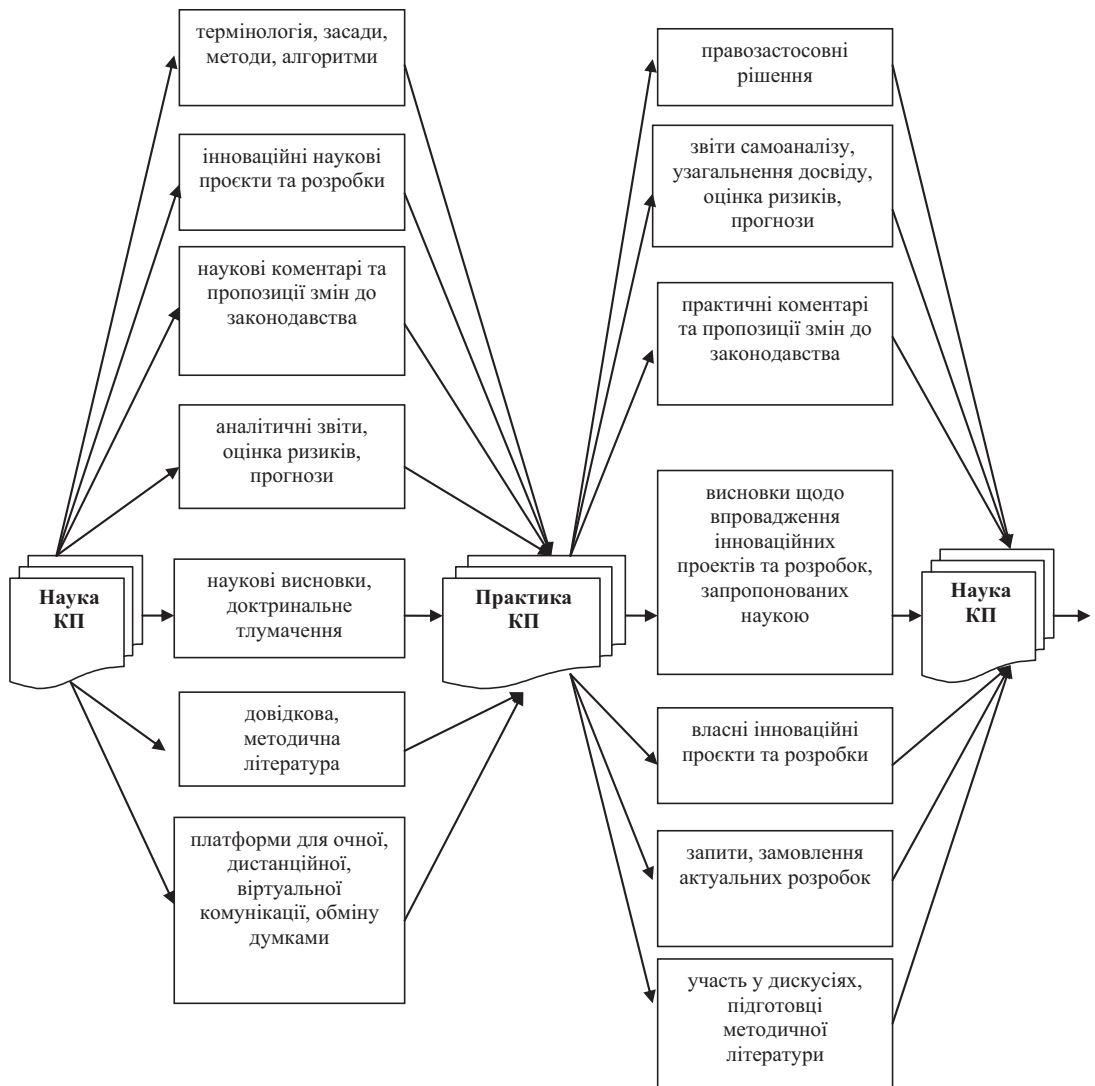 термінологія, засади,
методи, алгоритми
інноваційні наукові
проєкти та розробки
наукові коментарі та
пропозиції змін до
законодавства
аналітичні звіти,
оцінка ризиків,
прогнози
Наука
КП
наукові висновки,
доктринальне
тлумачення
довідкова,
методична
література
платформи для очної,
дистанційної,
віртуальної
комунікації, обміну
думками
Практика
КП
правозастосовні
рішення
звіти самоаналізу,
узагальнення досвіду,
оцінка ризиків,
прогнози
практичні коментарі
та пропозиції змін до
законодавства
висновки щодо
впровадження
інноваційних
проектів та розробок,
запропонованих
наукою
власні інноваційні
проєкти та розробки
запити, замовлення
актуальних розробок
участь у дискусіях,
підготовці
методичної
літератури
Наука
КП